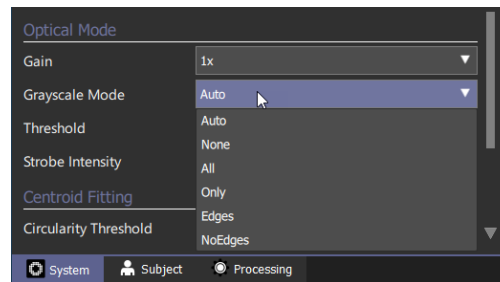 Optical Mode
Gain 1x
Grayscale Mode Auto
Threshold Auto
None
Strobe Intensity All
Centroid Fitting Only
Edges
Circularity Threshold NoEdges
System Subject Processing